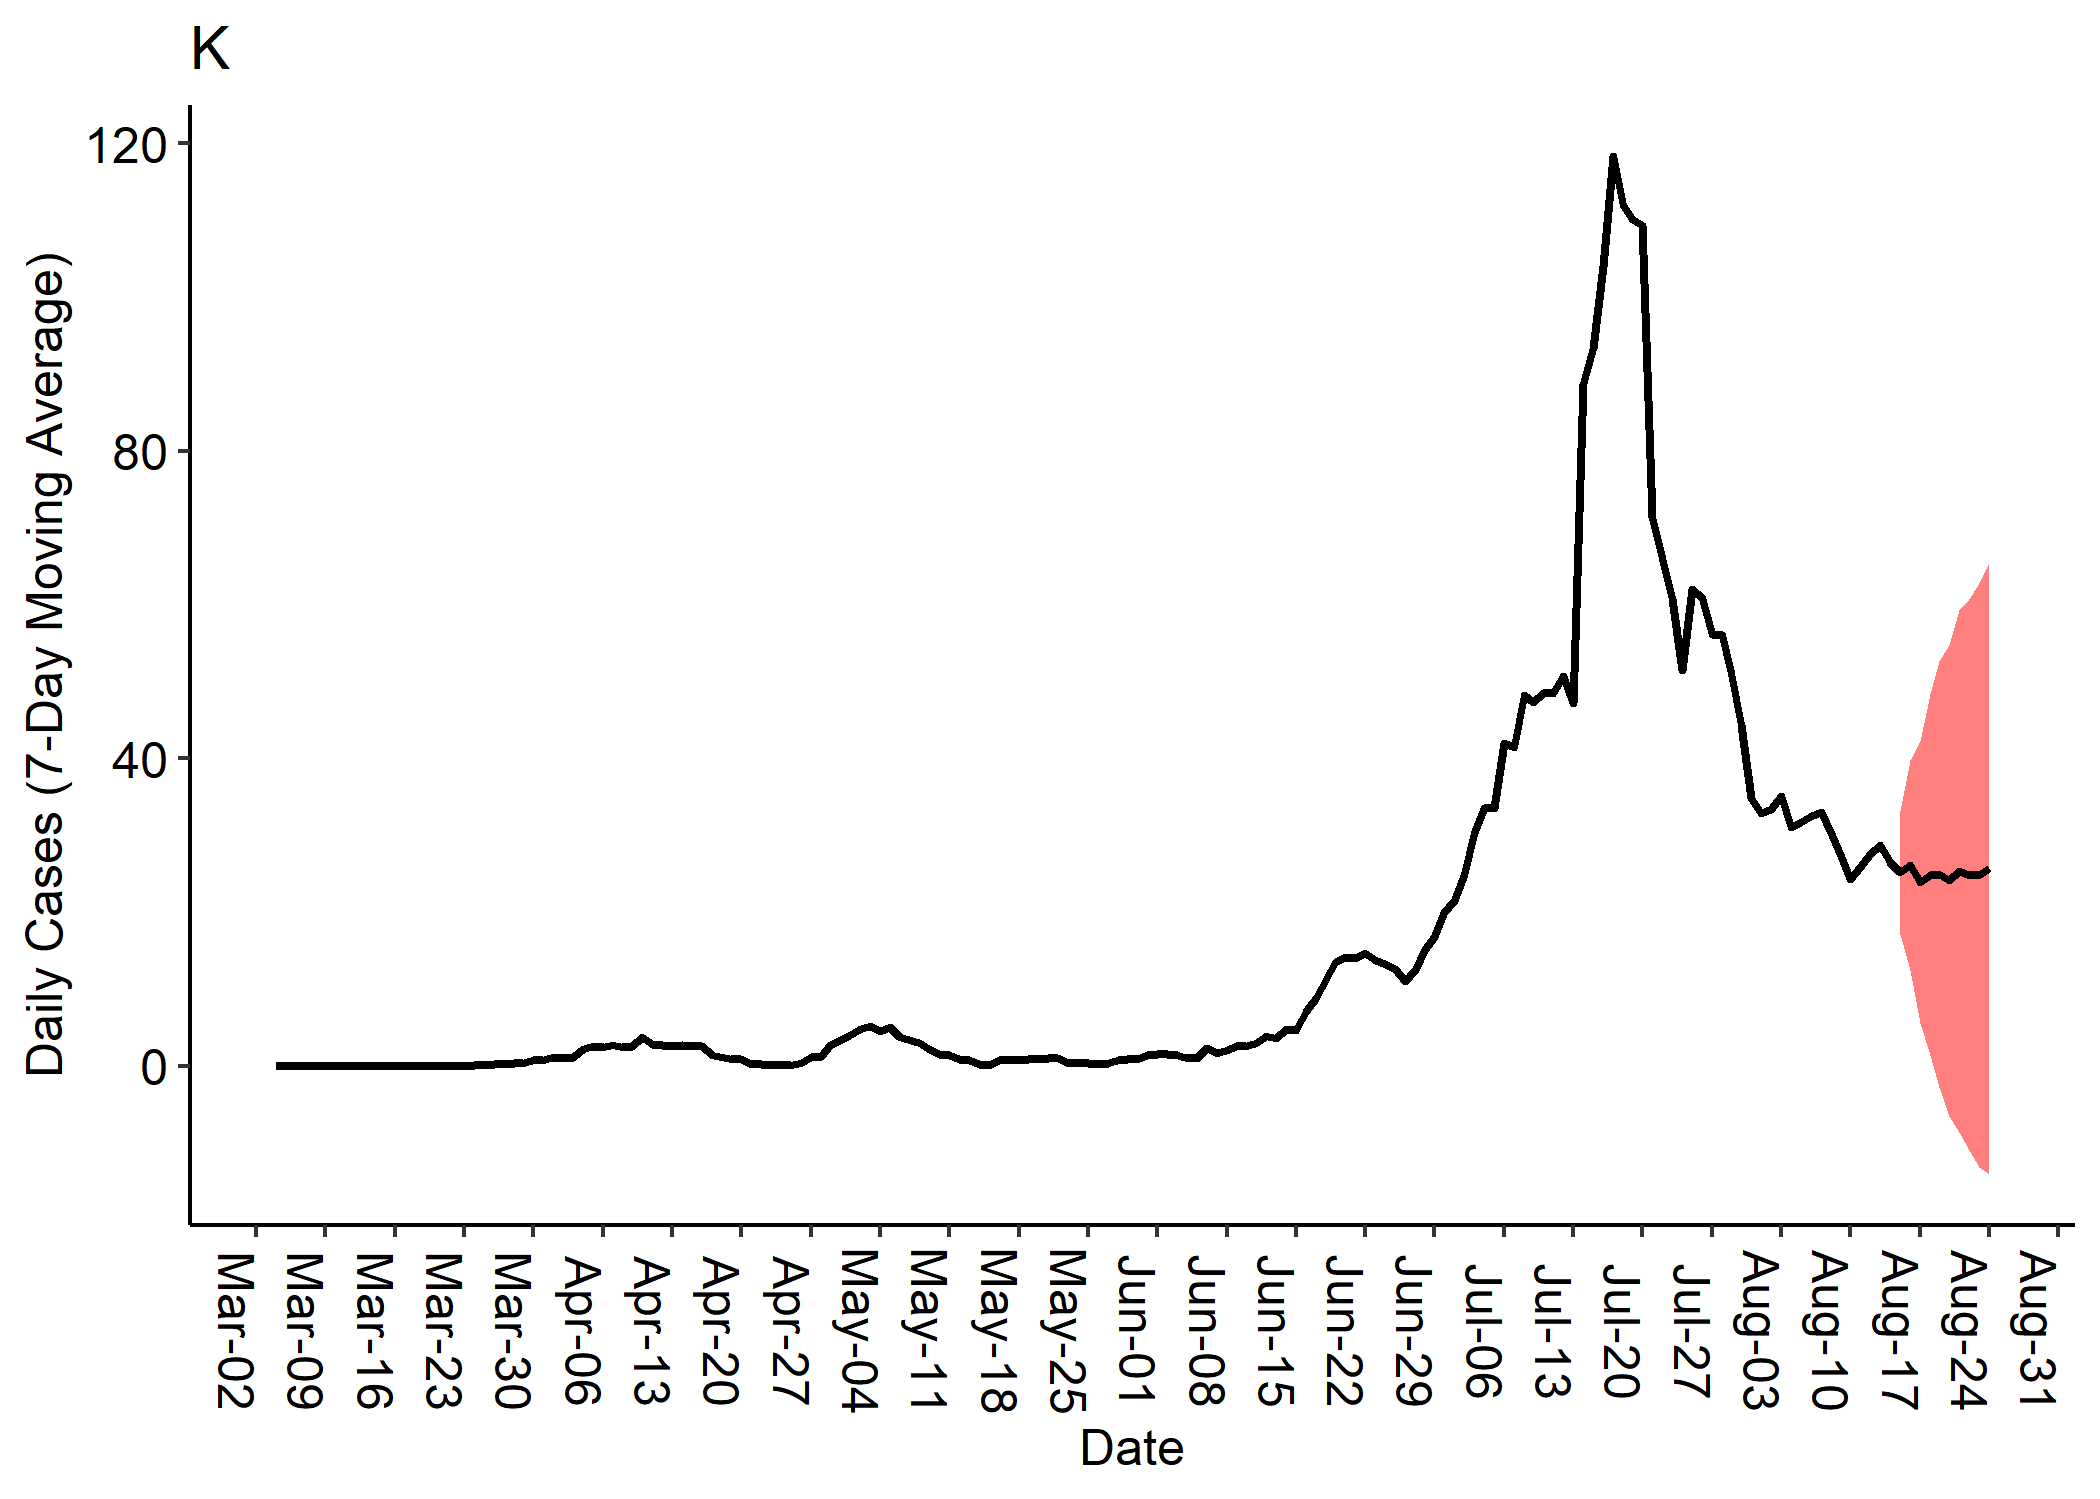 K
Daily Cases (7-Day Moving Average)
120
80
40
0
Mar-02
Mar-09
Mar-16
Mar-23
Mar-30
Apr-06
Apr-13
Apr-20
Apr-27
May-04
May-11
May-18
May-25
Jun-01
Jun-08
Jun-15
Jun-22
Jun-29
Jul-06
Jul-13
Jul-20
Jul-27
Aug-03
Aug-10
Aug-17
Aug-24
Aug-31
Date